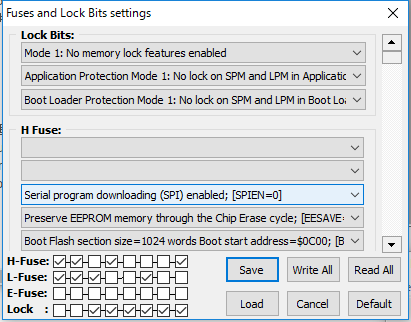 Fuses and Lock Bits settings
Lock Bits:
Mode 1: No memory lock features enabled
Application Protection Mode 1: No lock on SPM and LPM in Applicatic
Boot Loader Protection Mode 1: No lock on SPM and LPM in Boot Loa
H Fuse:
Serial program downloading (SPI) enabled; [SPIEN=0]
Preserve EEPROM memory through the Chip Erase cycle; [EESAVE=
Boot Flash section size=1024 words Boot start address=$0C00; [B
H-Fuse:
L-Fuse:
E-Fuse:
Lock :
Save Write All Read All
Load Cancel Default